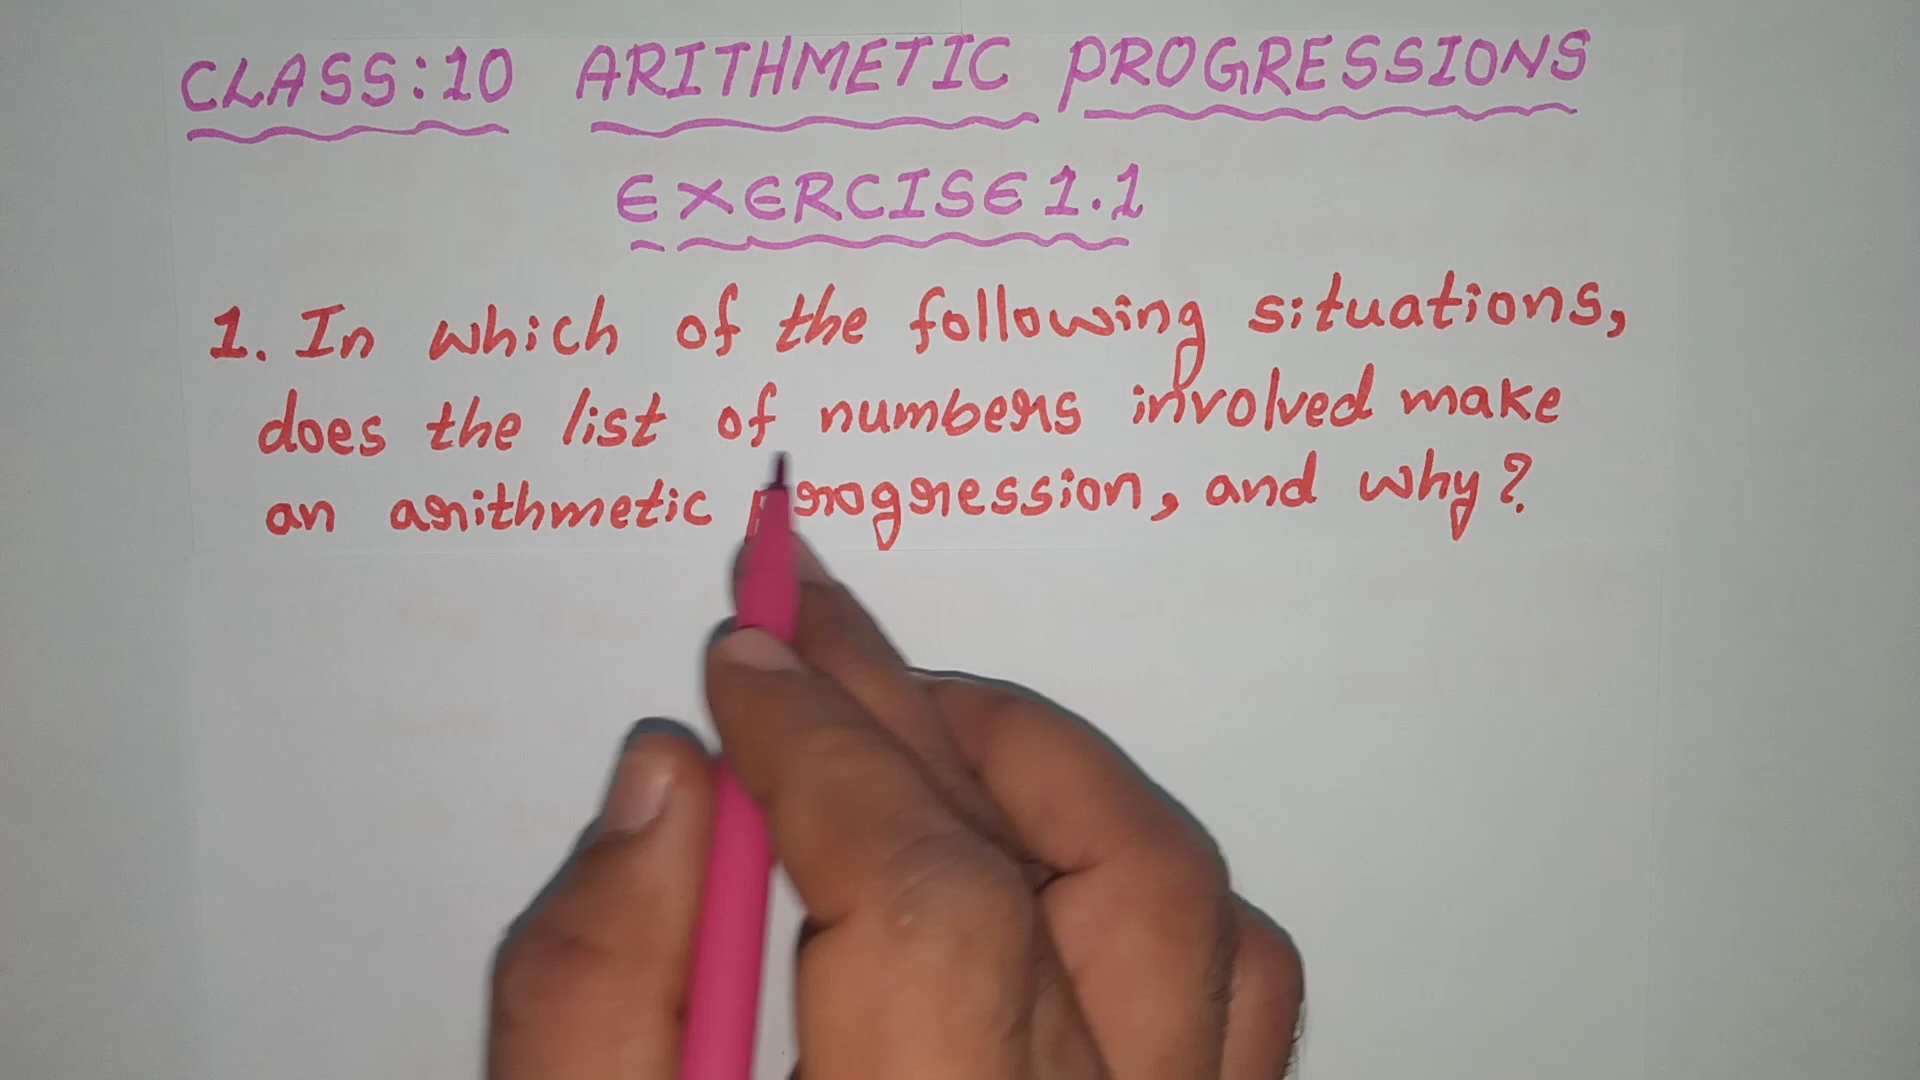 CLASS:10 ARITHMETIC PROGRESSIONS
EXERCISE 1.1
1. In which of the following situations,
does the list of numbers involved make
an arithmetic progression, and why?